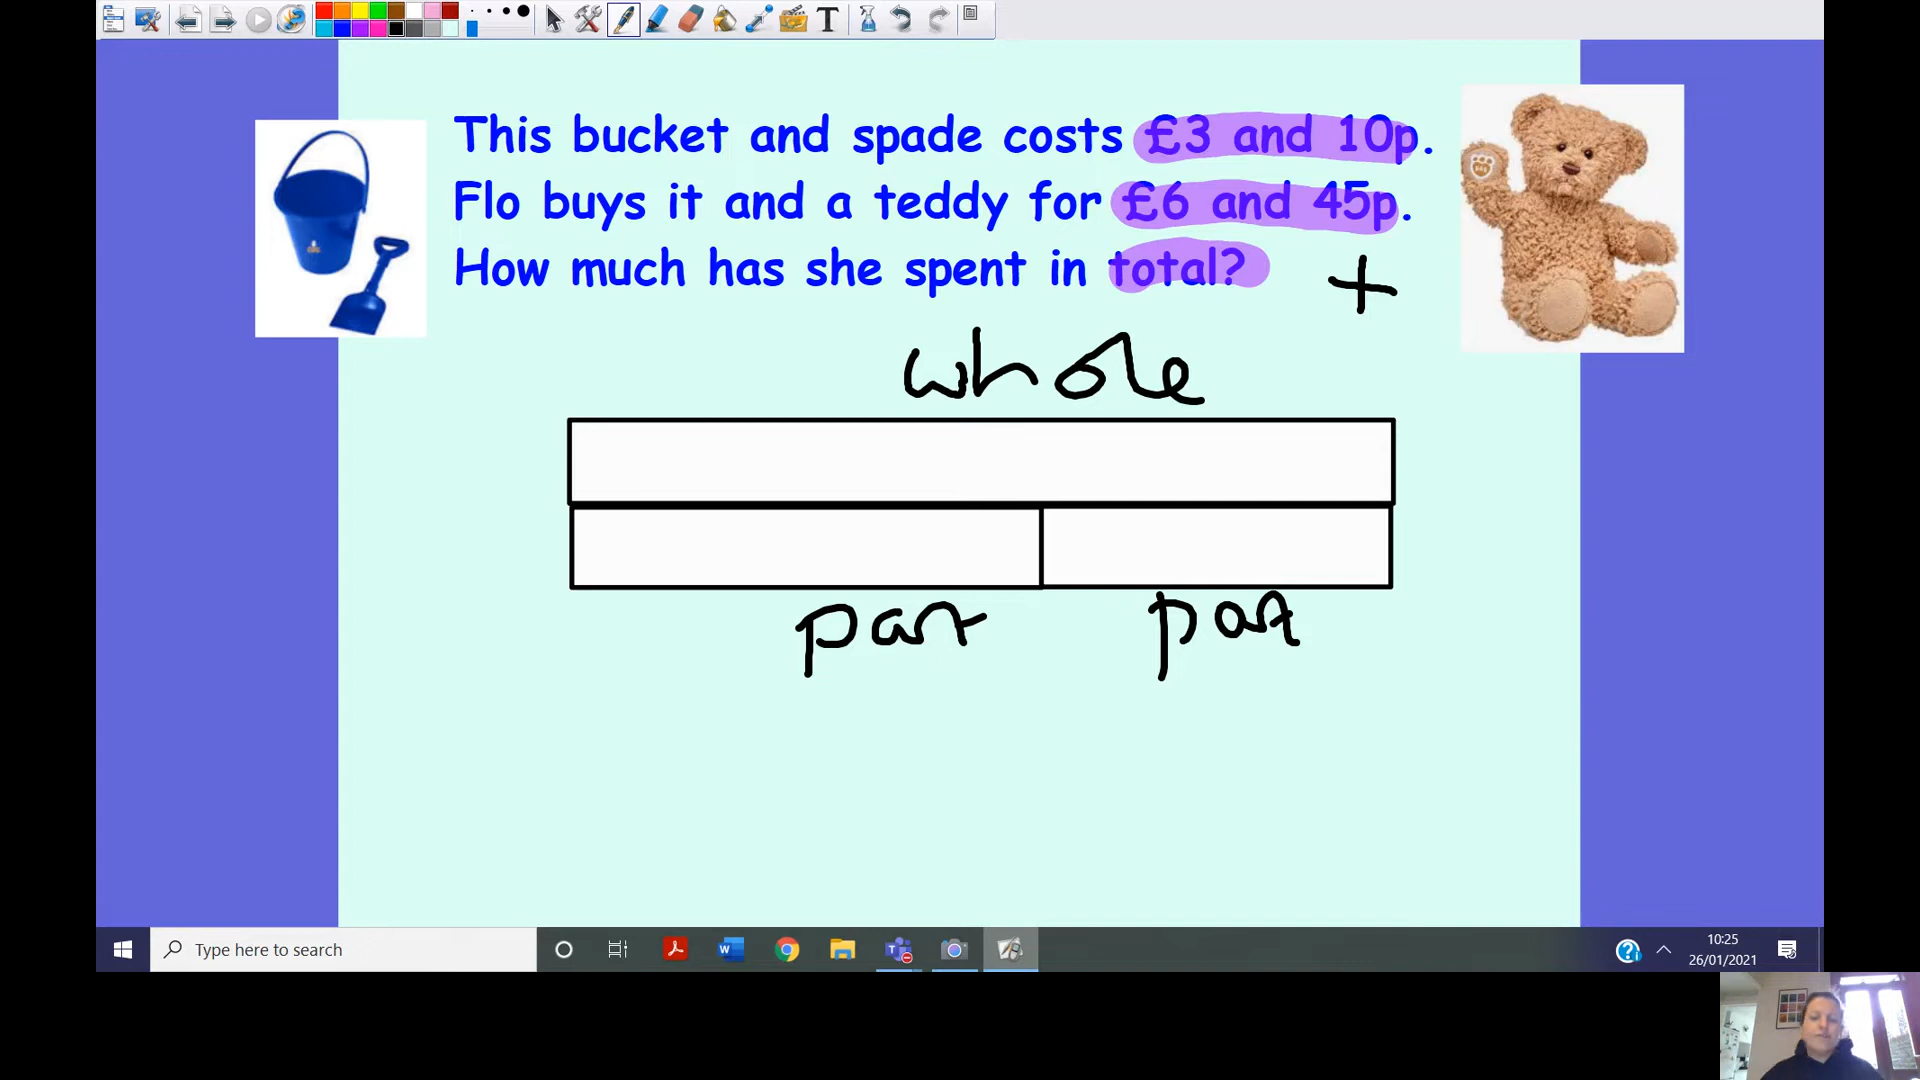 T
This bucket and spade costs £3 and 10p.
Flo buys it and a teddy for £6 and 45p.
How much has she spent in total?
+
whole
part part
Type here to search
10:25
26/01/2021